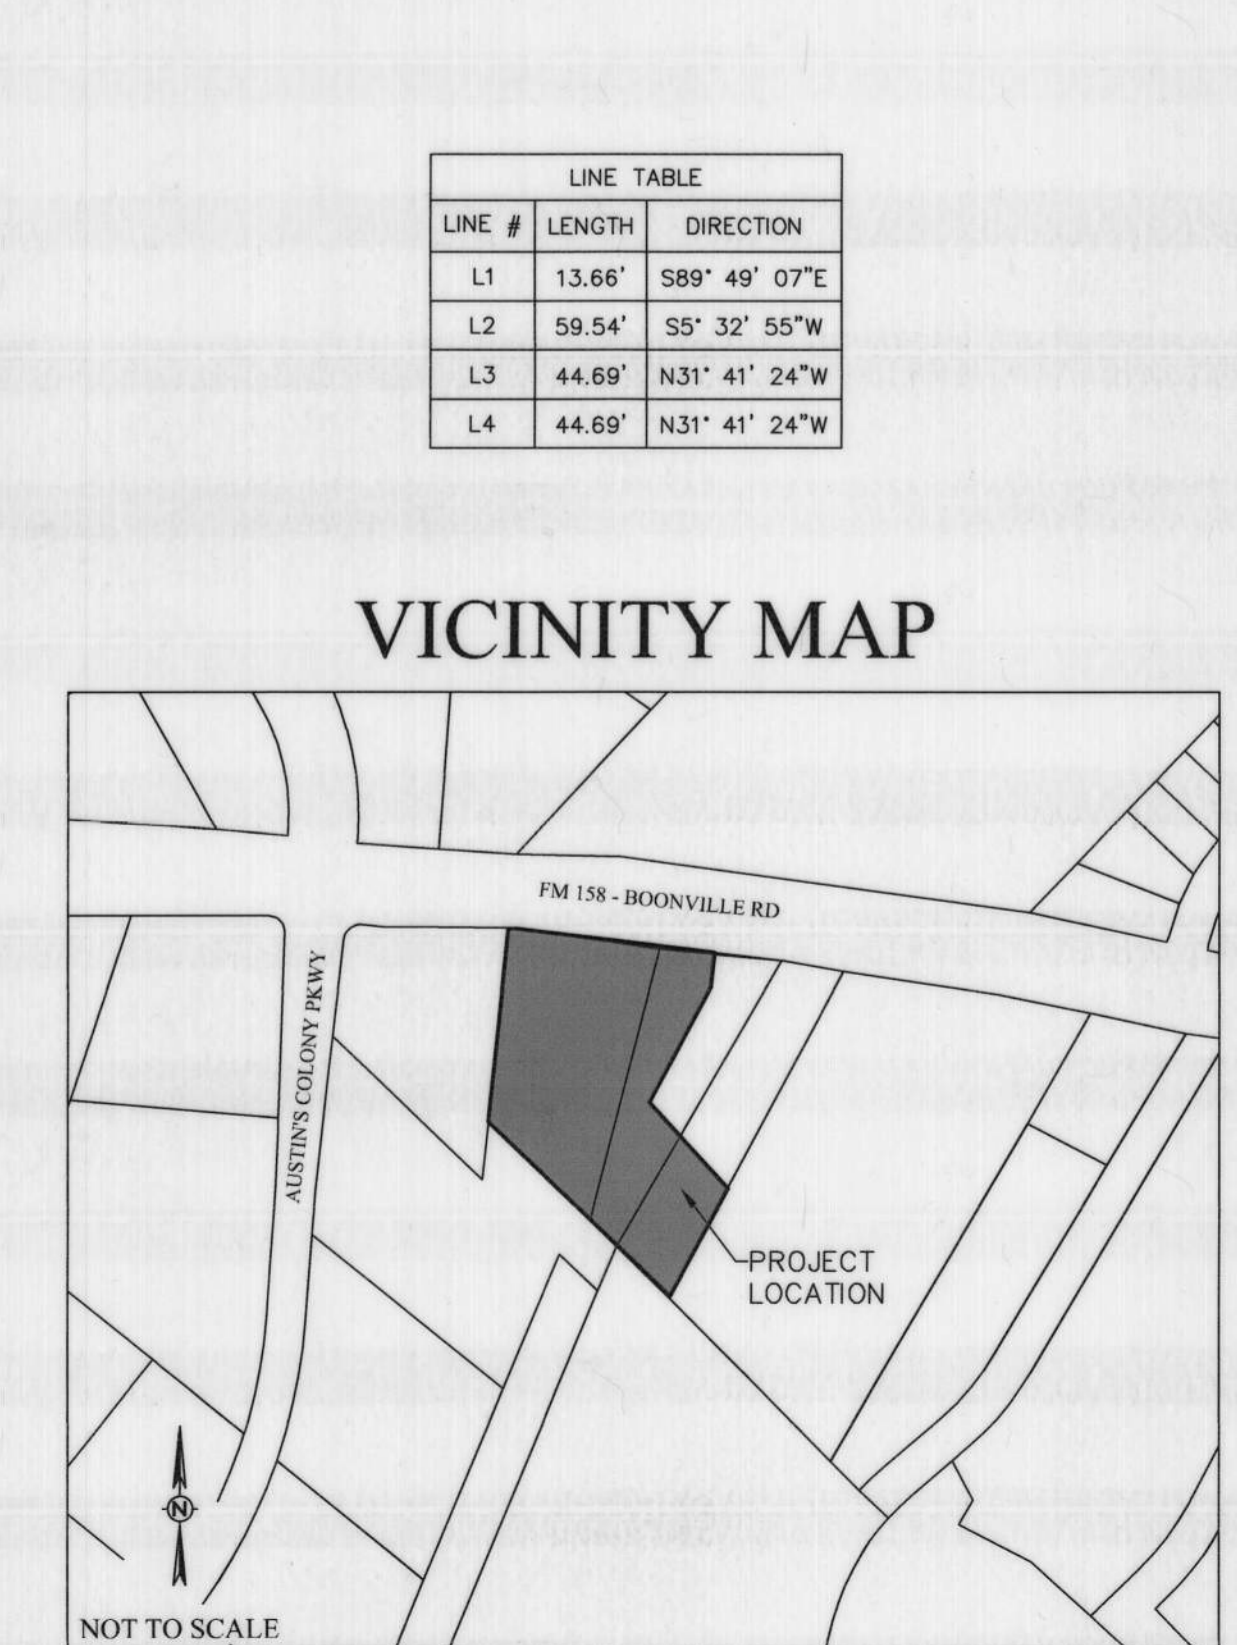 LINE TABLE
LINE # LENGTH DIRECTION
L1 13.66' S89° 49' 07"E
L2 59.54' S5° 32' 55"W
L3 44.69' N31° 41' 24"W
L4 44.69' N31° 41' 24"W
VICINITY MAP
FM 158 - BOONVILLE RD
AUSTIN'S COLONY PKWY
PROJECT
LOCATION
N
NOT TO SCALE